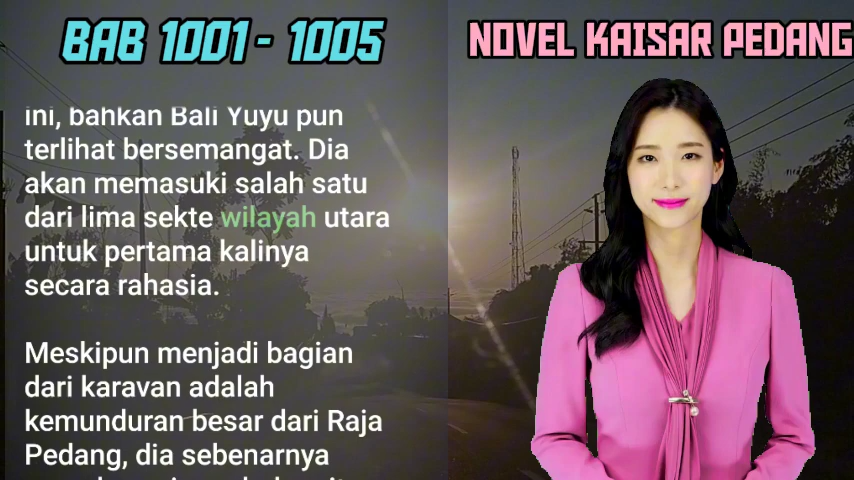 BAB 1001 - 1005
NOVEL KAISAR PEDANG
ini, bahkan Bali Yuyu pun
terlihat bersemangat. Dia
akan memasuki salah satu
dari lima sekte wilayah utara
untuk pertama kalinya
secara rahasia.
Meskipun menjadi bagian
dari karavan adalah
kemunduran besar dari Raja
Pedang, dia sebenarnya